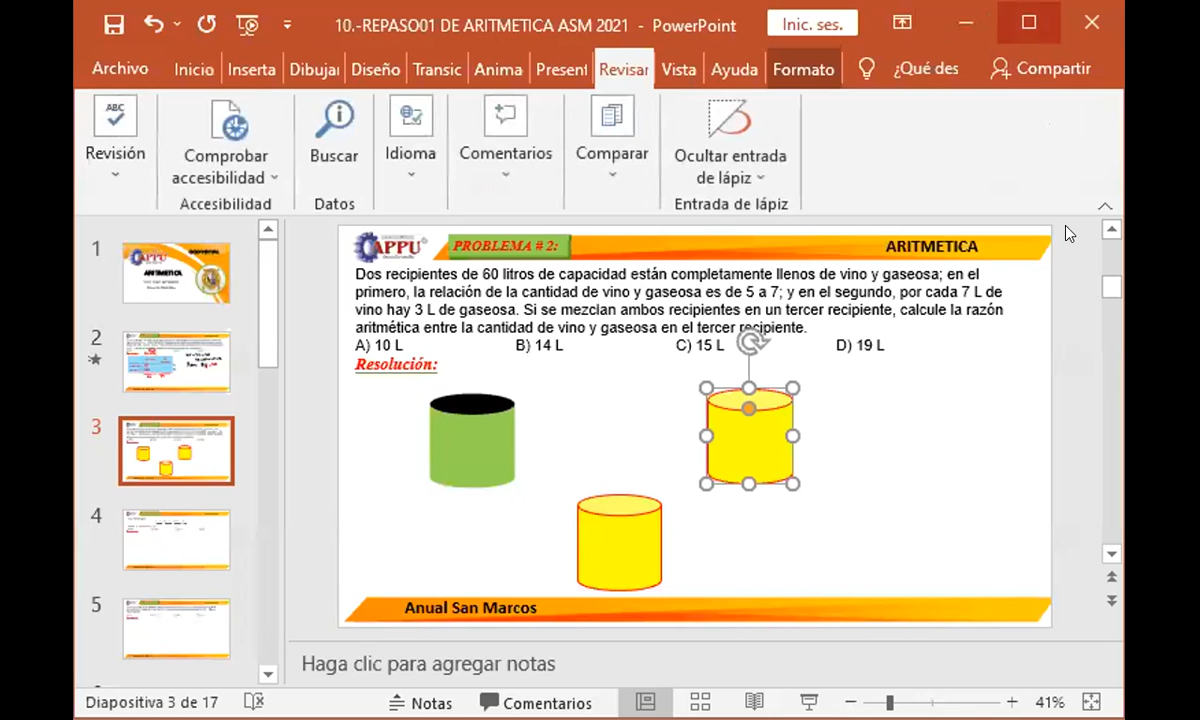 10.-REPASO01 DE ARITMETICA ASM 2021 - PowerPoint
Inic. ses.
Archivo Inicio Inserta Dibujar Diseño Transic Anima Present Revisar Vista Ayuda Formato ¿Qué des Compartir
ABC
Revisión
Comprobar
accesibilidad
Accesibilidad
Buscar
Datos
Idioma
Comentarios
Comparar
Ocultar entrada
de lápiz
Entrada de lápiz
1
2
3
4
5
APPU
PROBLEMA # 2:
ARITMETICA
Dos recipientes de 60 litros de capacidad están completamente llenos de vino y gaseosa; en el
primero, la relación de la cantidad de vino y gaseosa es de 5 a 7; y en el segundo, por cada 7 L de
vino hay 3 L de gaseosa. Si se mezclan ambos recipientes en un tercer recipiente, calcule la razón
aritmética entre la cantidad de vino y gaseosa en el tercer recipiente.
A) 10 L B) 14 L C) 15 L D) 19 L
Resolución:
Anual San Marcos
Haga clic para agregar notas
Diapositiva 3 de 17 Notas Comentarios 41%